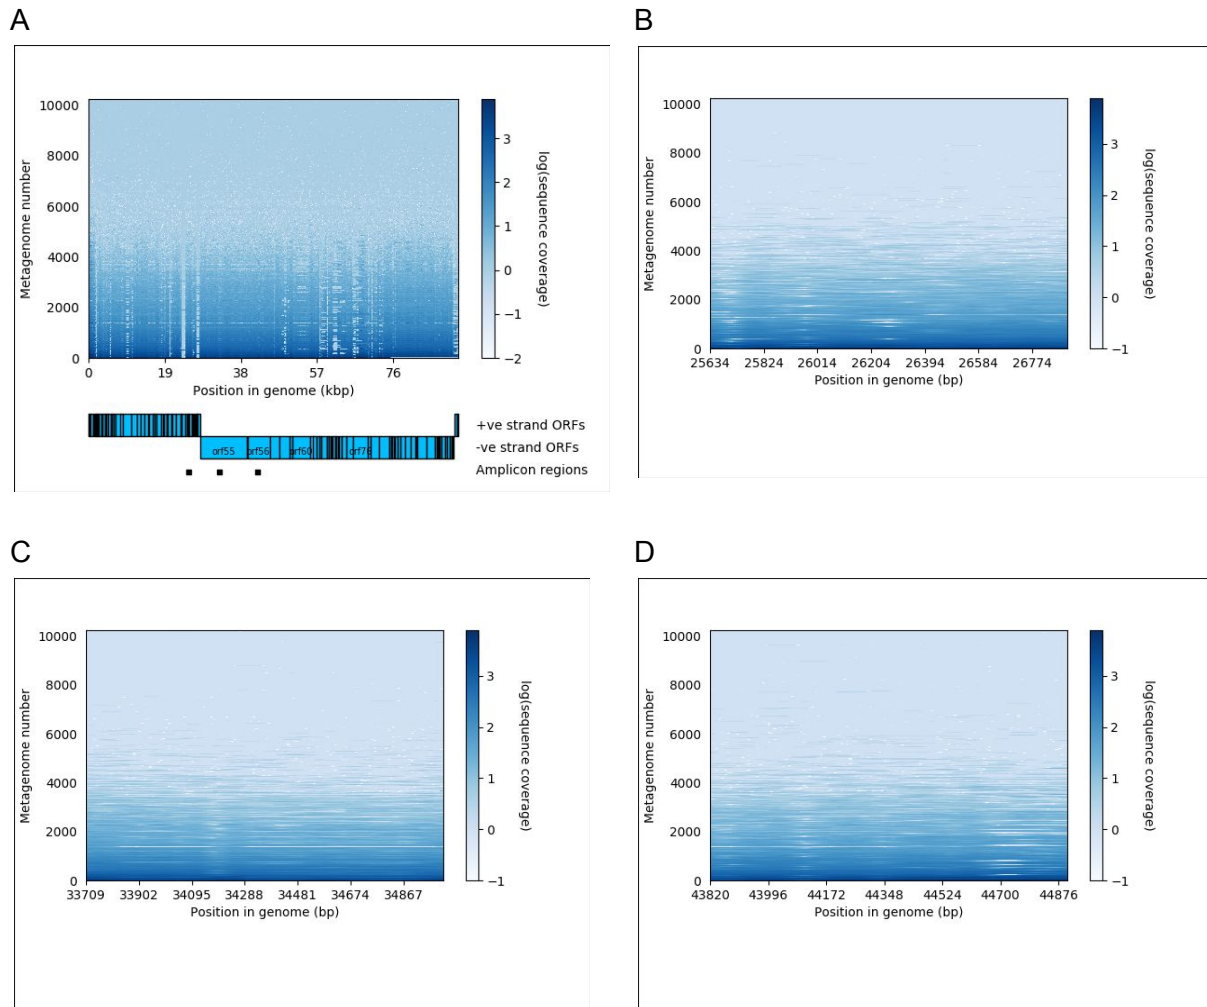 A
10000
8000
6000
4000
2000
0
Metagenome number
0 19 38 57 76
Position in genome (kbp)
3
2
1
0
−1
−2
log(sequence coverage)
+ve strand ORFs
-ve strand ORFs
Amplicon regions
orf55 orf56 orf60 orf76
B
10000
8000
6000
4000
2000
0
Metagenome number
25634 25824 26014 26204 26394 26584 26774
Position in genome (bp)
3
2
1
0
−1
log(sequence coverage)
C
10000
8000
6000
4000
2000
0
Metagenome number
33709 33902 34095 34288 34481 34674 34867
Position in genome (bp)
3
2
1
0
−1
log(sequence coverage)
D
10000
8000
6000
4000
2000
0
Metagenome number
43820 43996 44172 44348 44524 44700 44876
Position in genome (bp)
3
2
1
0
−1
log(sequence coverage)